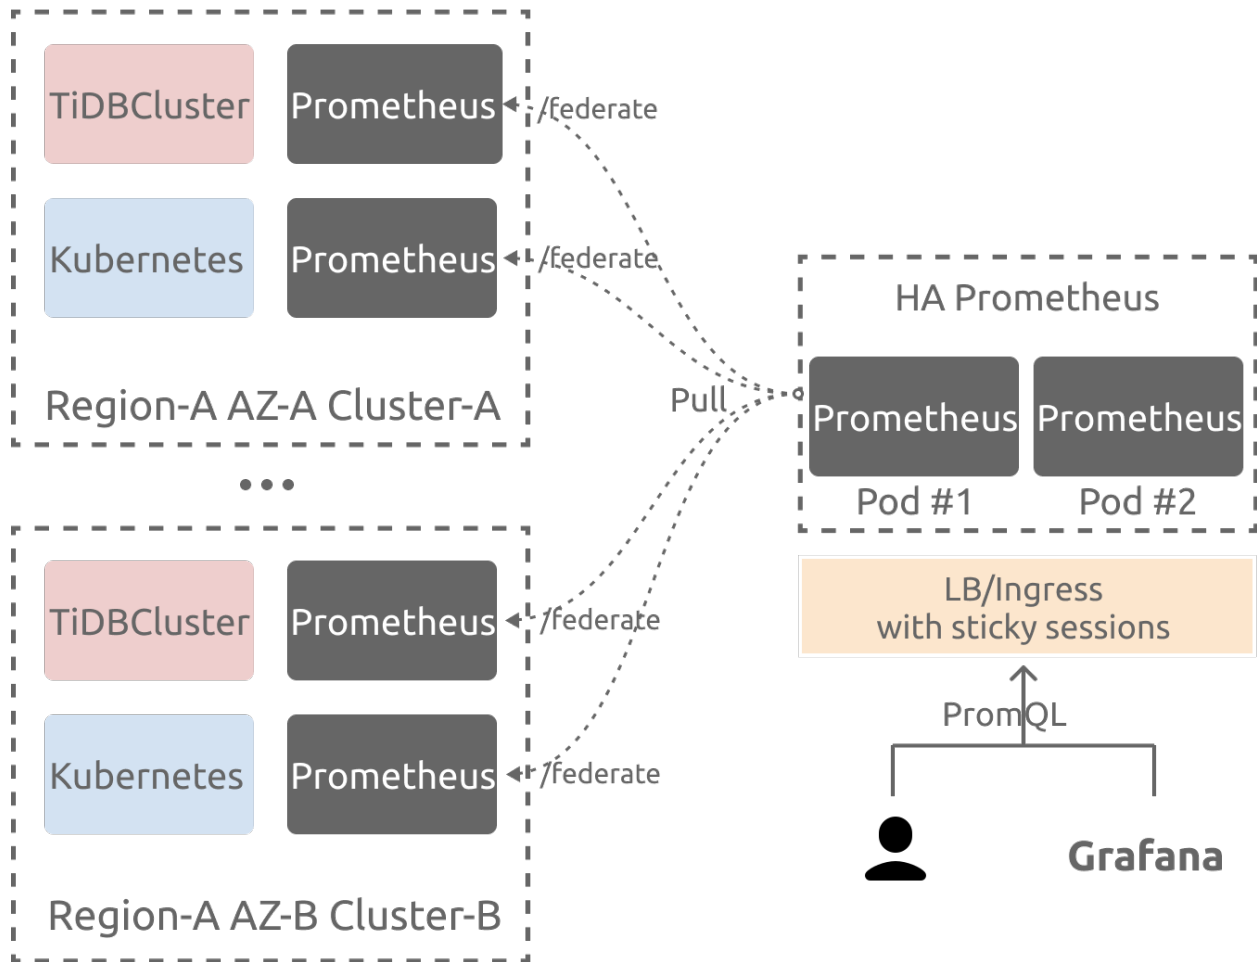 TiDBCluster
Prometheus
/federate
Kubernetes
Prometheus
/federate
Region-A AZ-A Cluster-A
TiDBCluster
Prometheus
/federate
Kubernetes
Prometheus
/federate
Region-A AZ-B Cluster-B
Pull
HA Prometheus
Prometheus
Prometheus
Pod #1
Pod #2
LB/Ingress
with sticky sessions
PromQL
Grafana